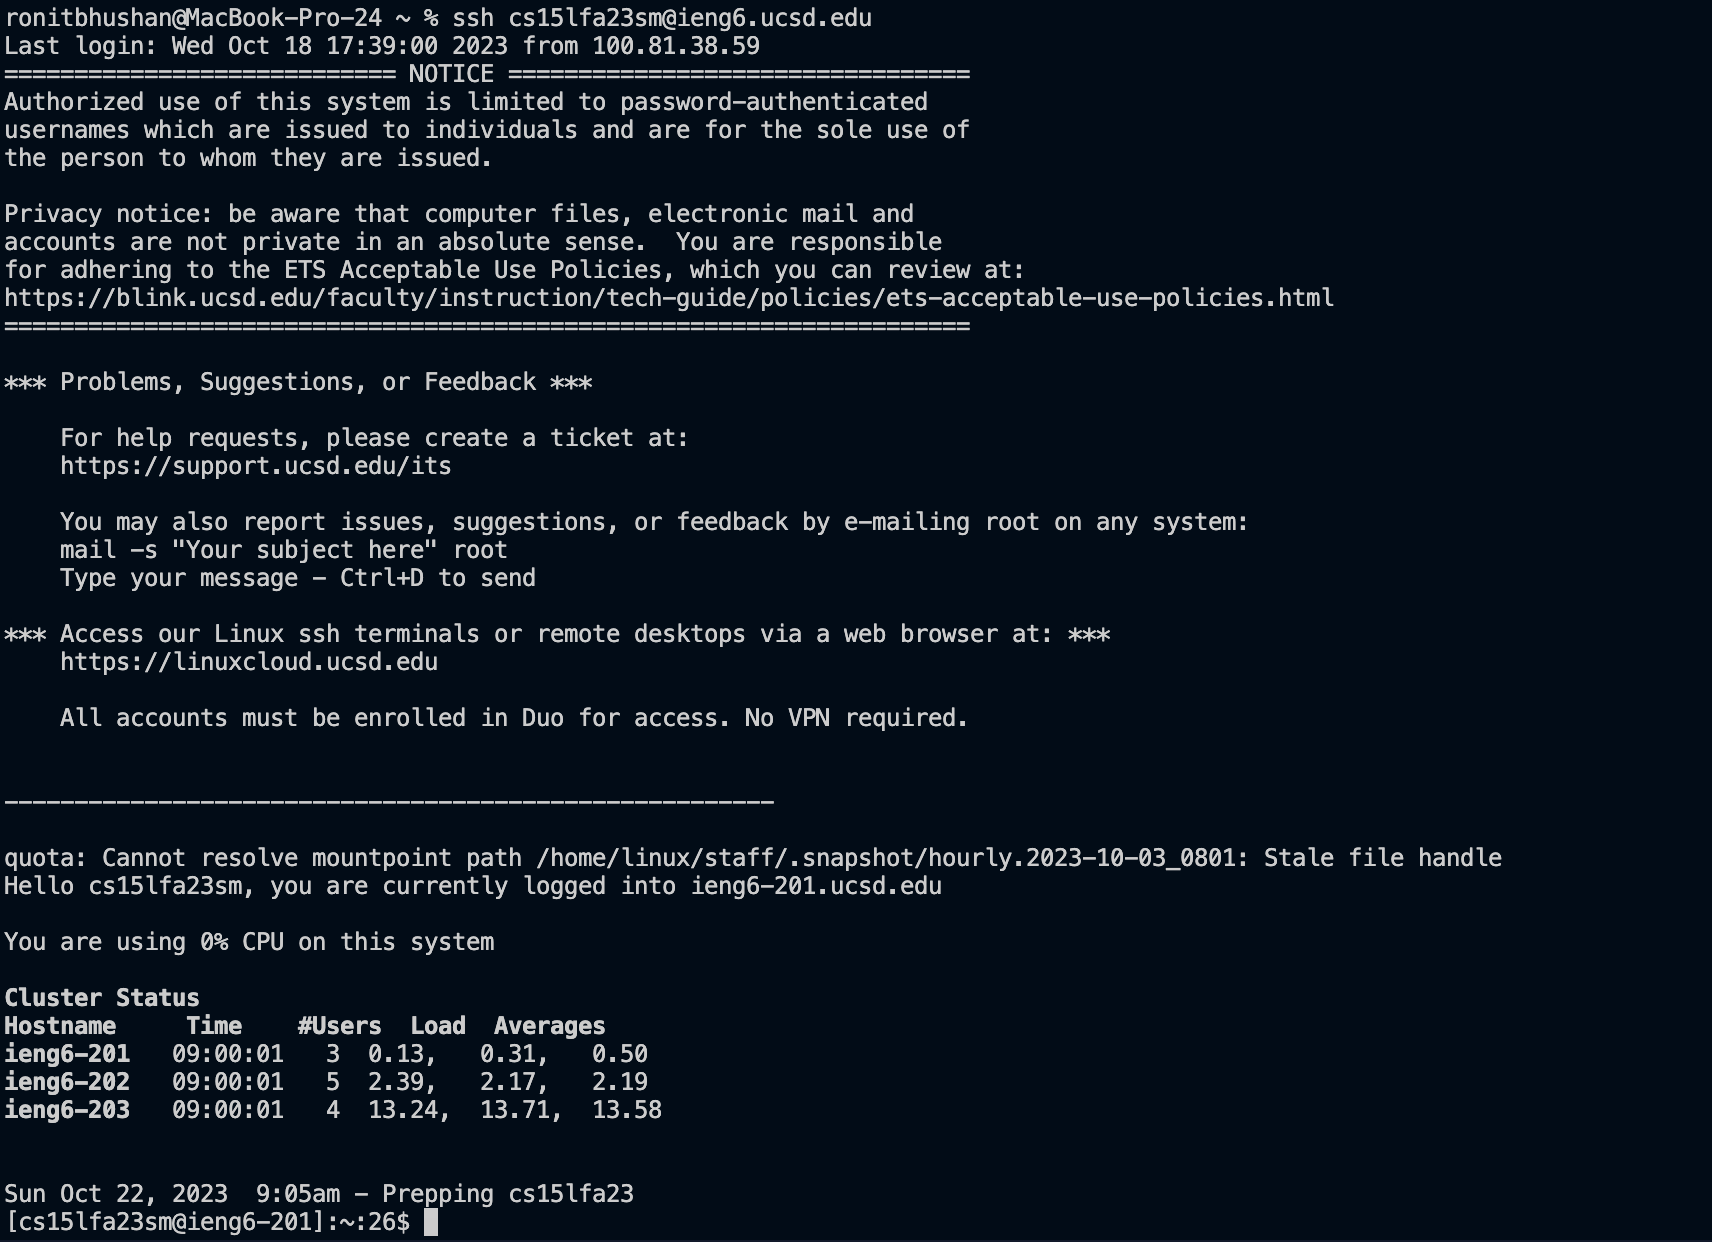 ronitbhushan@MacBook-Pro-24 ~ % ssh cs15lfa23sm@ieng6.ucsd.edu
Last login: Wed Oct 18 17:39:00 2023 from 100.81.38.59
============================ NOTICE =================================
Authorized use of this system is limited to password-authenticated
usernames which are issued to individuals and are for the sole use of
the person to whom they are issued.

Privacy notice: be aware that computer files, electronic mail and
accounts are not private in an absolute sense.  You are responsible
for adhering to the ETS Acceptable Use Policies, which you can review at:
https://blink.ucsd.edu/faculty/instruction/tech-guide/policies/ets-acceptable-use-policies.html
=====================================================================

*** Problems, Suggestions, or Feedback ***

    For help requests, please create a ticket at:
    https://support.ucsd.edu/its

    You may also report issues, suggestions, or feedback by e-mailing root on any system:
    mail -s "Your subject here" root
    Type your message - Ctrl+D to send

*** Access our Linux ssh terminals or remote desktops via a web browser at: ***
    https://linuxcloud.ucsd.edu

    All accounts must be enrolled in Duo for access. No VPN required.

-------------------------------------------------------

quota: Cannot resolve mountpoint path /home/linux/staff/.snapshot/hourly.2023-10-03_0801: Stale file handle
Hello cs15lfa23sm, you are currently logged into ieng6-201.ucsd.edu

You are using 0% CPU on this system

Cluster Status
Hostname     Time    #Users  Load  Averages
ieng6-201   09:00:01   3  0.13,   0.31,   0.50
ieng6-202   09:00:01   5  2.39,   2.17,   2.19
ieng6-203   09:00:01   4  13.24,  13.71,  13.58

Sun Oct 22, 2023  9:05am - Prepping cs15lfa23
[cs15lfa23sm@ieng6-201]:~:26$